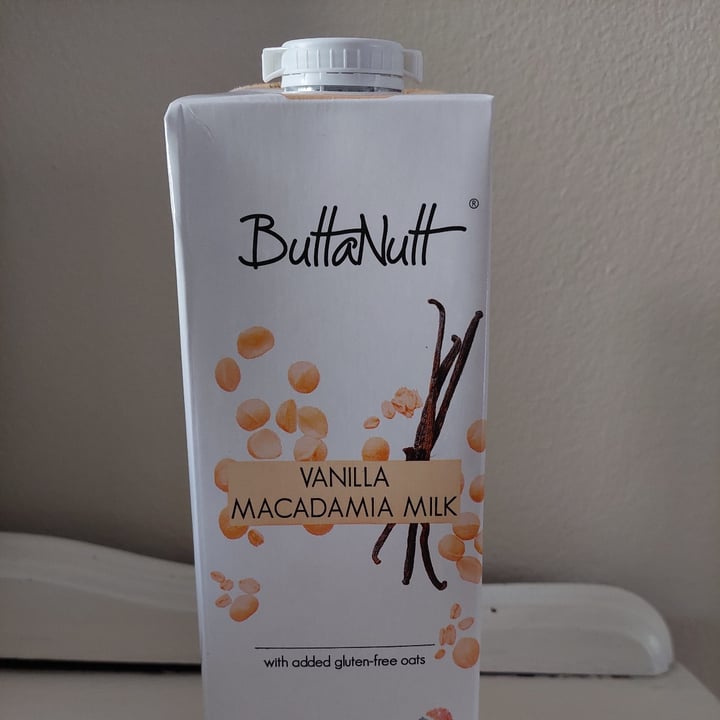 ButtaNutt®
VANILLA
MACADAMIA MILK
with added gluten-free oats